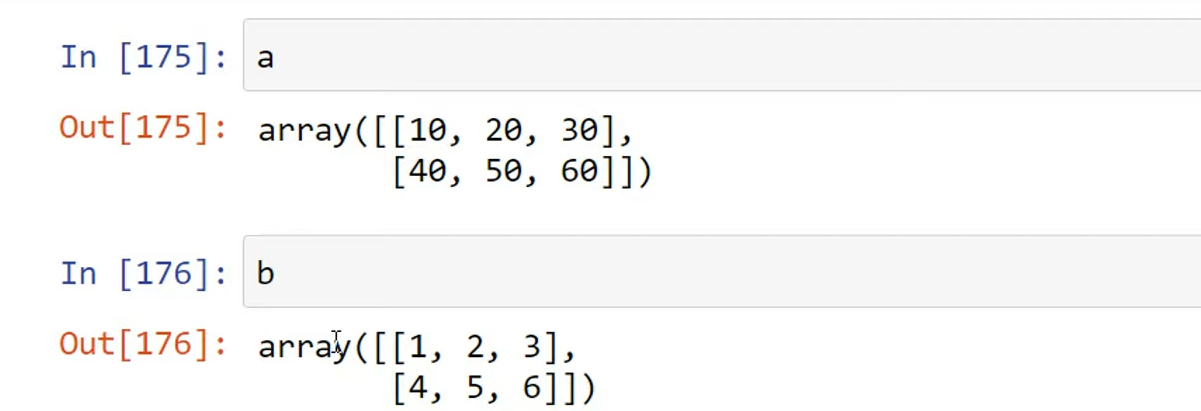 In [175]: a
Out[175]: array([[10, 20, 30],
[40, 50, 60]])
In [176]: b
Out[176]: array([[1, 2, 3],
[4, 5, 6]])